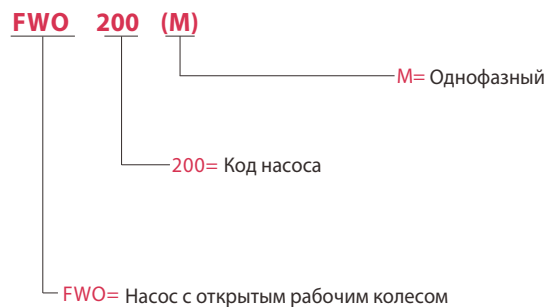 FWO 200 (M)
M= Однофазный
200= Код насоса
FWO= Насос с открытым рабочим колесом